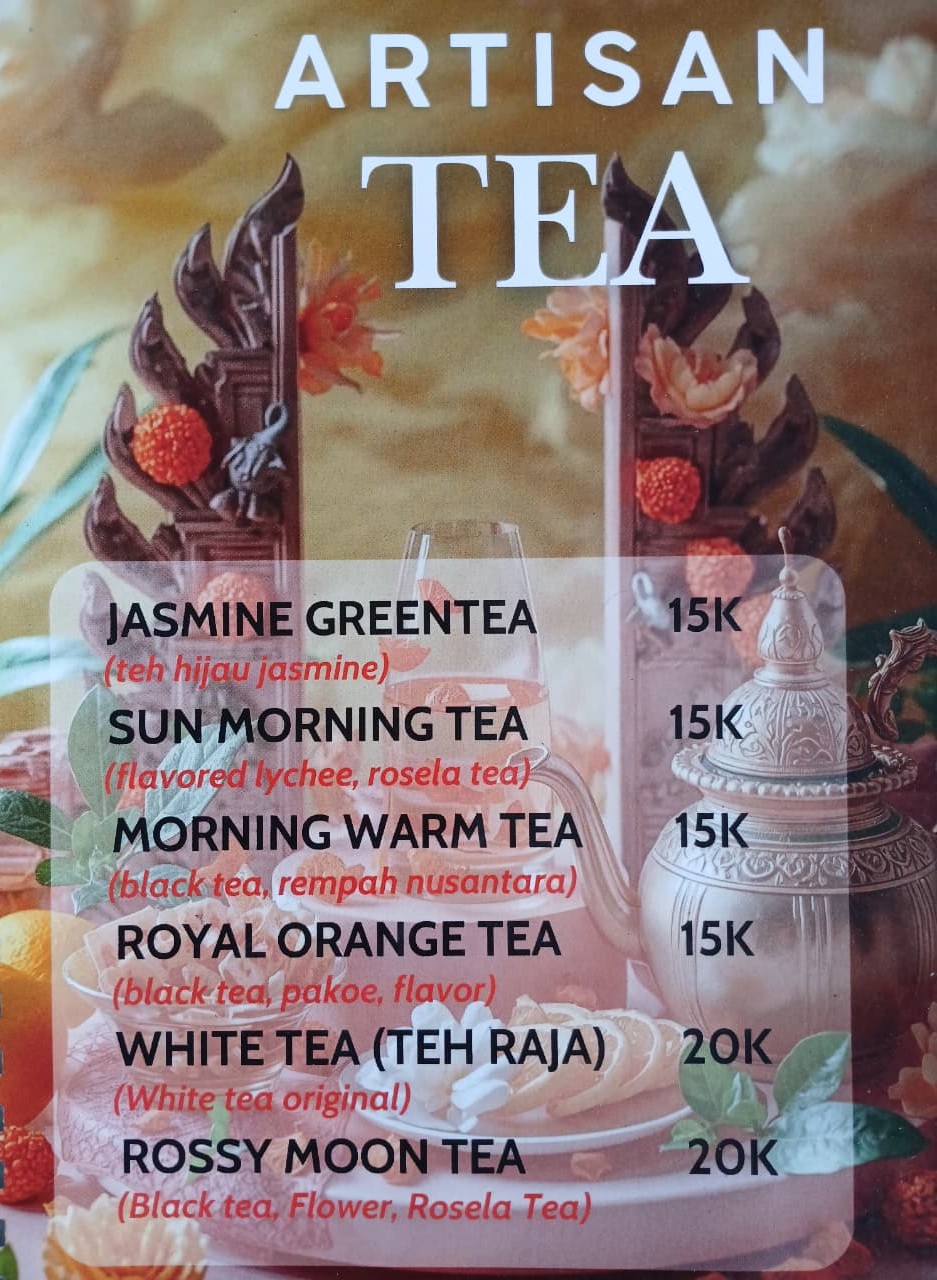 ARTISAN
TEA
JASMINE GREENTEA 15K
(teh hijau jasmine)
SUN MORNING TEA 15K
(flavored lychee, rosela tea)
MORNING WARM TEA 15K
(black tea, rempah nusantara)
ROYAL ORANGE TEA 15K
(black tea, pakoe, flavor)
WHITE TEA (TEH RAJA) 20K
(White tea original)
ROSSY MOON TEA 20K
(Black tea, Flower, Rosela Tea)